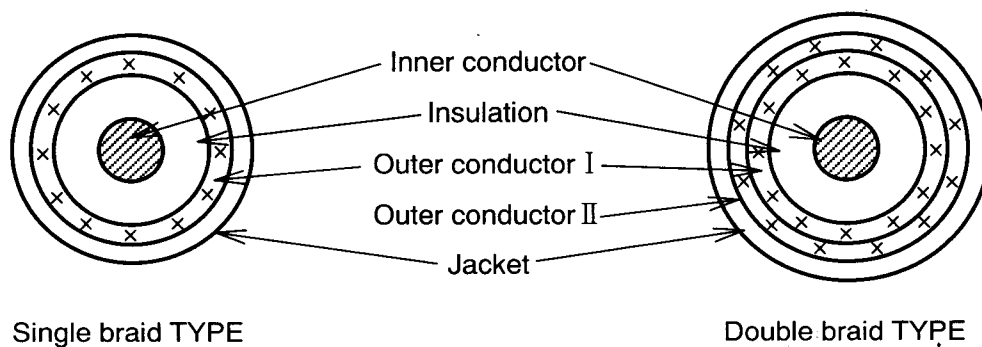 Inner conductor
Insulation
Outer conductor Ⅰ
Outer conductor Ⅱ
Jacket
Single braid TYPE
Double braid TYPE